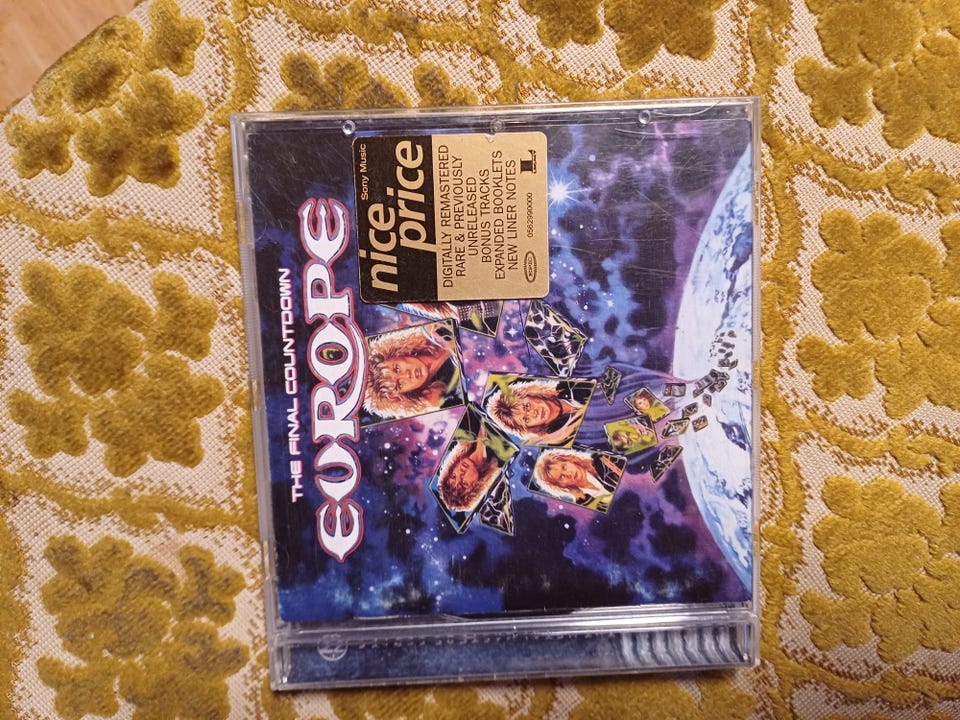 THE FINAL COUNTDOWN
EUROPE
Sony Music
nice
price
DIGITALLY REMASTERED
RARE & PREVIOUSLY
UNRELEASED
BONUS TRACKS
EXPANDED BOOKLETS
NEW LINER NOTES
0562990000
L